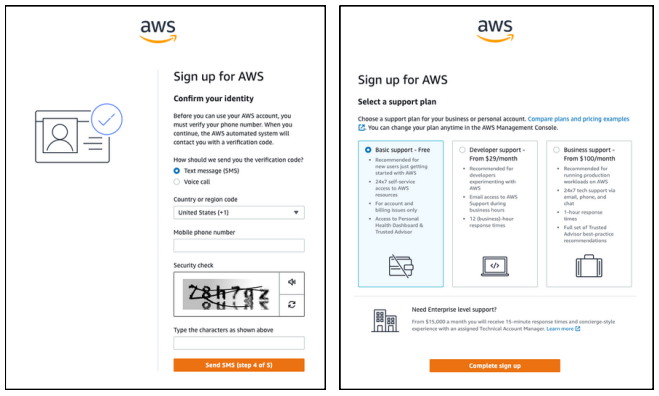 aws
Sign up for AWS
Confirm your identity
Before you can use your AWS account, you
must verify your phone number. When you
continue, the AWS automated system will
contact you with a verification code.
How should we send you the verification code?
Text message (SMS)
Voice call
Country or region code
United States (+1)
Mobile phone number
Security check
Type the characters as shown above
Send SMS (step 4 of 5)
aws
Sign up for AWS
Select a support plan
Choose a support plan for your business or personal account. Compare plans and pricing examples
. You can change your plan anytime in the AWS Management Console.
Basic support - Free
• Recommended for
new users just getting
started with AWS
• 24x7 self-service
access to AWS
resources
• For account and
billing issues only
• Access to Personal
Health Dashboard &
Trusted Advisor
Developer support -
From $29/month
• Recommended for
developers
experimenting with
AWS
• Email access to AWS
Support during
business hours
• 12 (business)-hour
response times
</>
Business support -
From $100/month
• Recommended for
running production
workloads on AWS
• 24x7 tech support via
email, phone, and
chat
• 1-hour response
times
• Full set of Trusted
Advisor best-practice
recommendations
Need Enterprise level support?
From $15,000 a month you will receive 15-minute response times and concierge-style
experience with an assigned Technical Account Manager. Learn more
Complete sign up